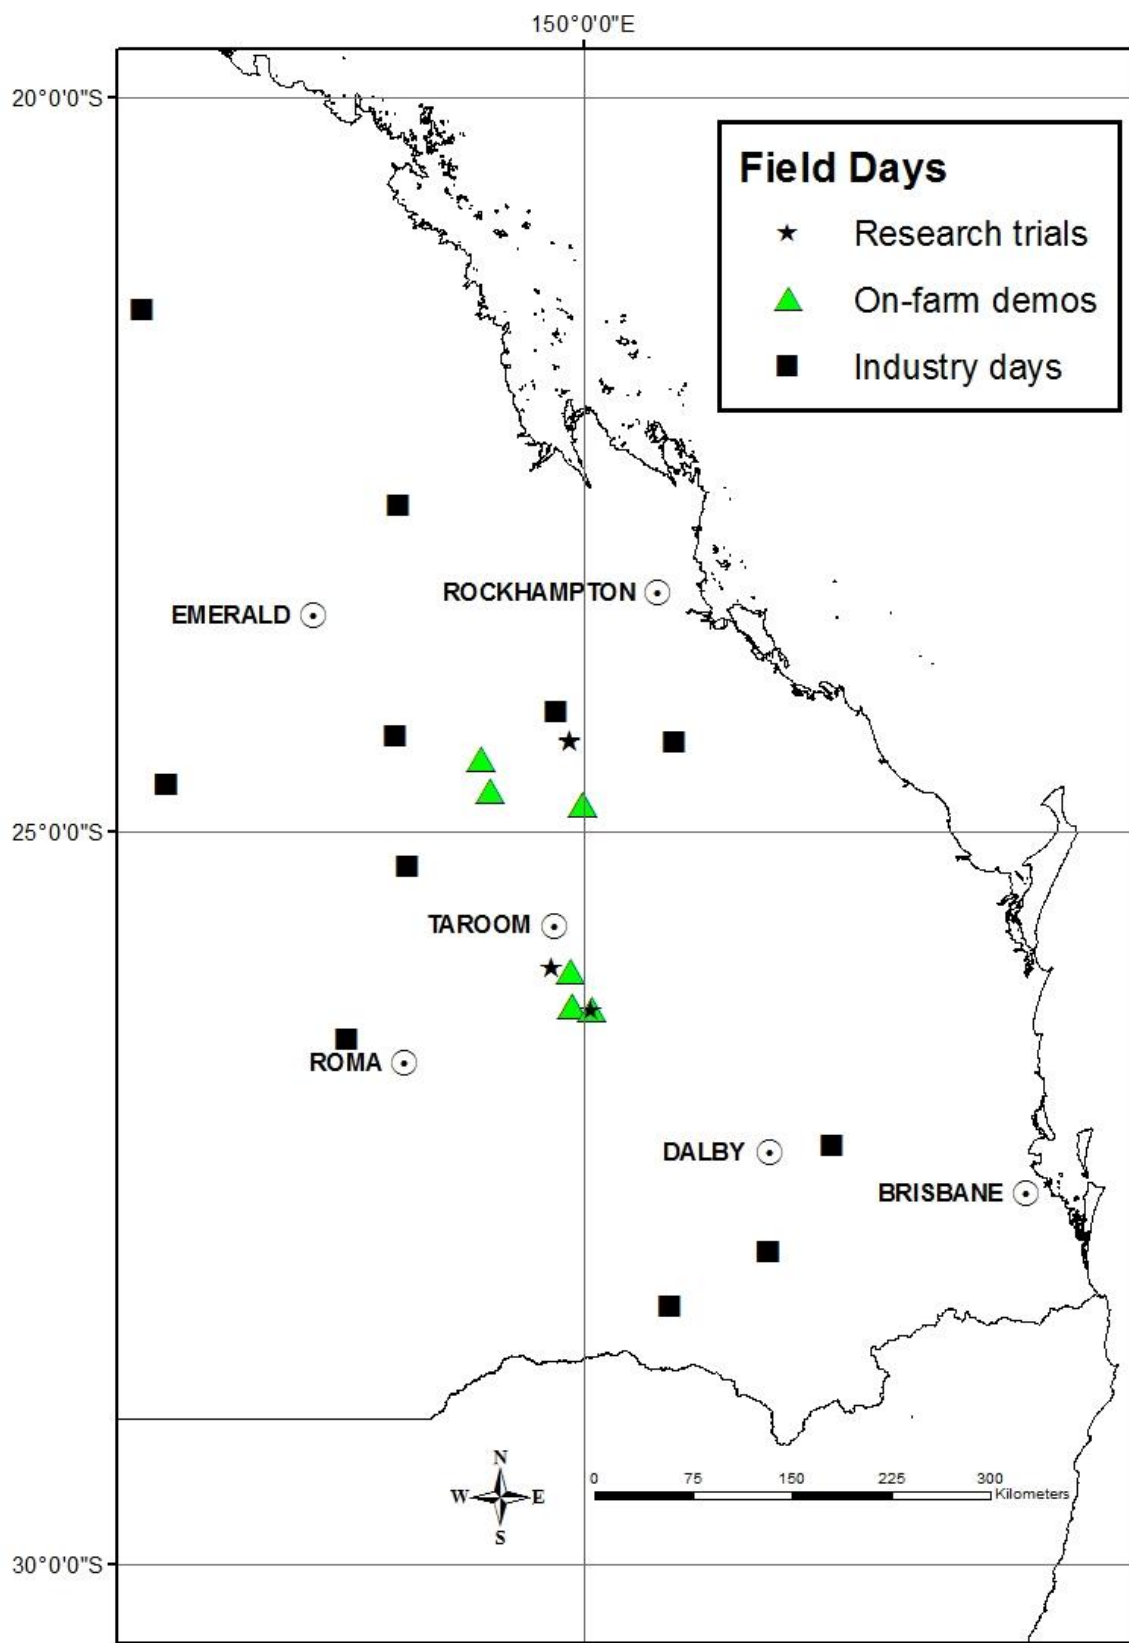 150°0'0"E
20°0'0"S
Field Days
Research trials
On-farm demos
Industry days
ROCKHAMPTON
EMERALD
25°0'0"S
TAROOM
ROMA
DALBY
BRISBANE
N
W E
S
0 75 150 225 300
Kilometers
30°0'0"S